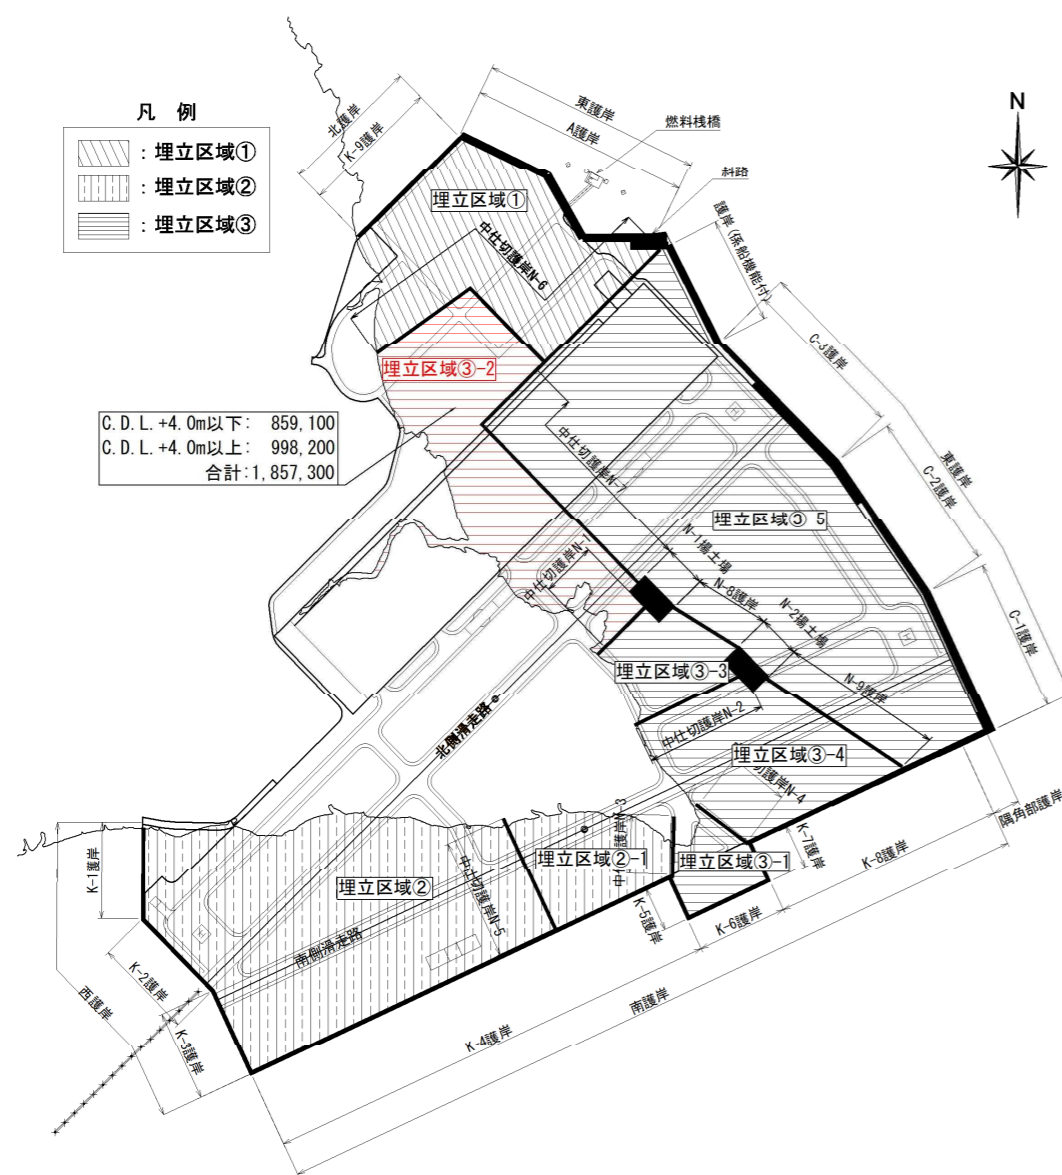 凡 例
: 埋立区域①
: 埋立区域②
: 埋立区域③
N
北護岸
K-9護岸
東護岸
A護岸
燃料桟橋
斜路
護岸(係船機能付)
埋立区域①
中仕切護岸N-6
埋立区域③-2
C.D.L.+4.0m以下: 859,100
C.D.L.+4.0m以上: 998,200
合計:1,857,300
C-3護岸
東護岸
C-2護岸
C-1護岸
中仕切護岸N-7
埋立区域③ 5
N-1揚土場
中仕切護岸N-1
N-8護岸
N-2揚土場
埋立区域③-3
N-9護岸
中仕切護岸N-2
北側滑走路
埋立区域③-4
切護岸N-4
隅角部護岸
K-7護岸
K-8護岸
埋立区域③-1
埋立区域②-1
埋立区域②
中仕切護岸N-5
K-1護岸
南側滑走路
K-5護岸
K-6護岸
K-2護岸
西護岸
K-3護岸
K-4護岸
南護岸
H
H
H